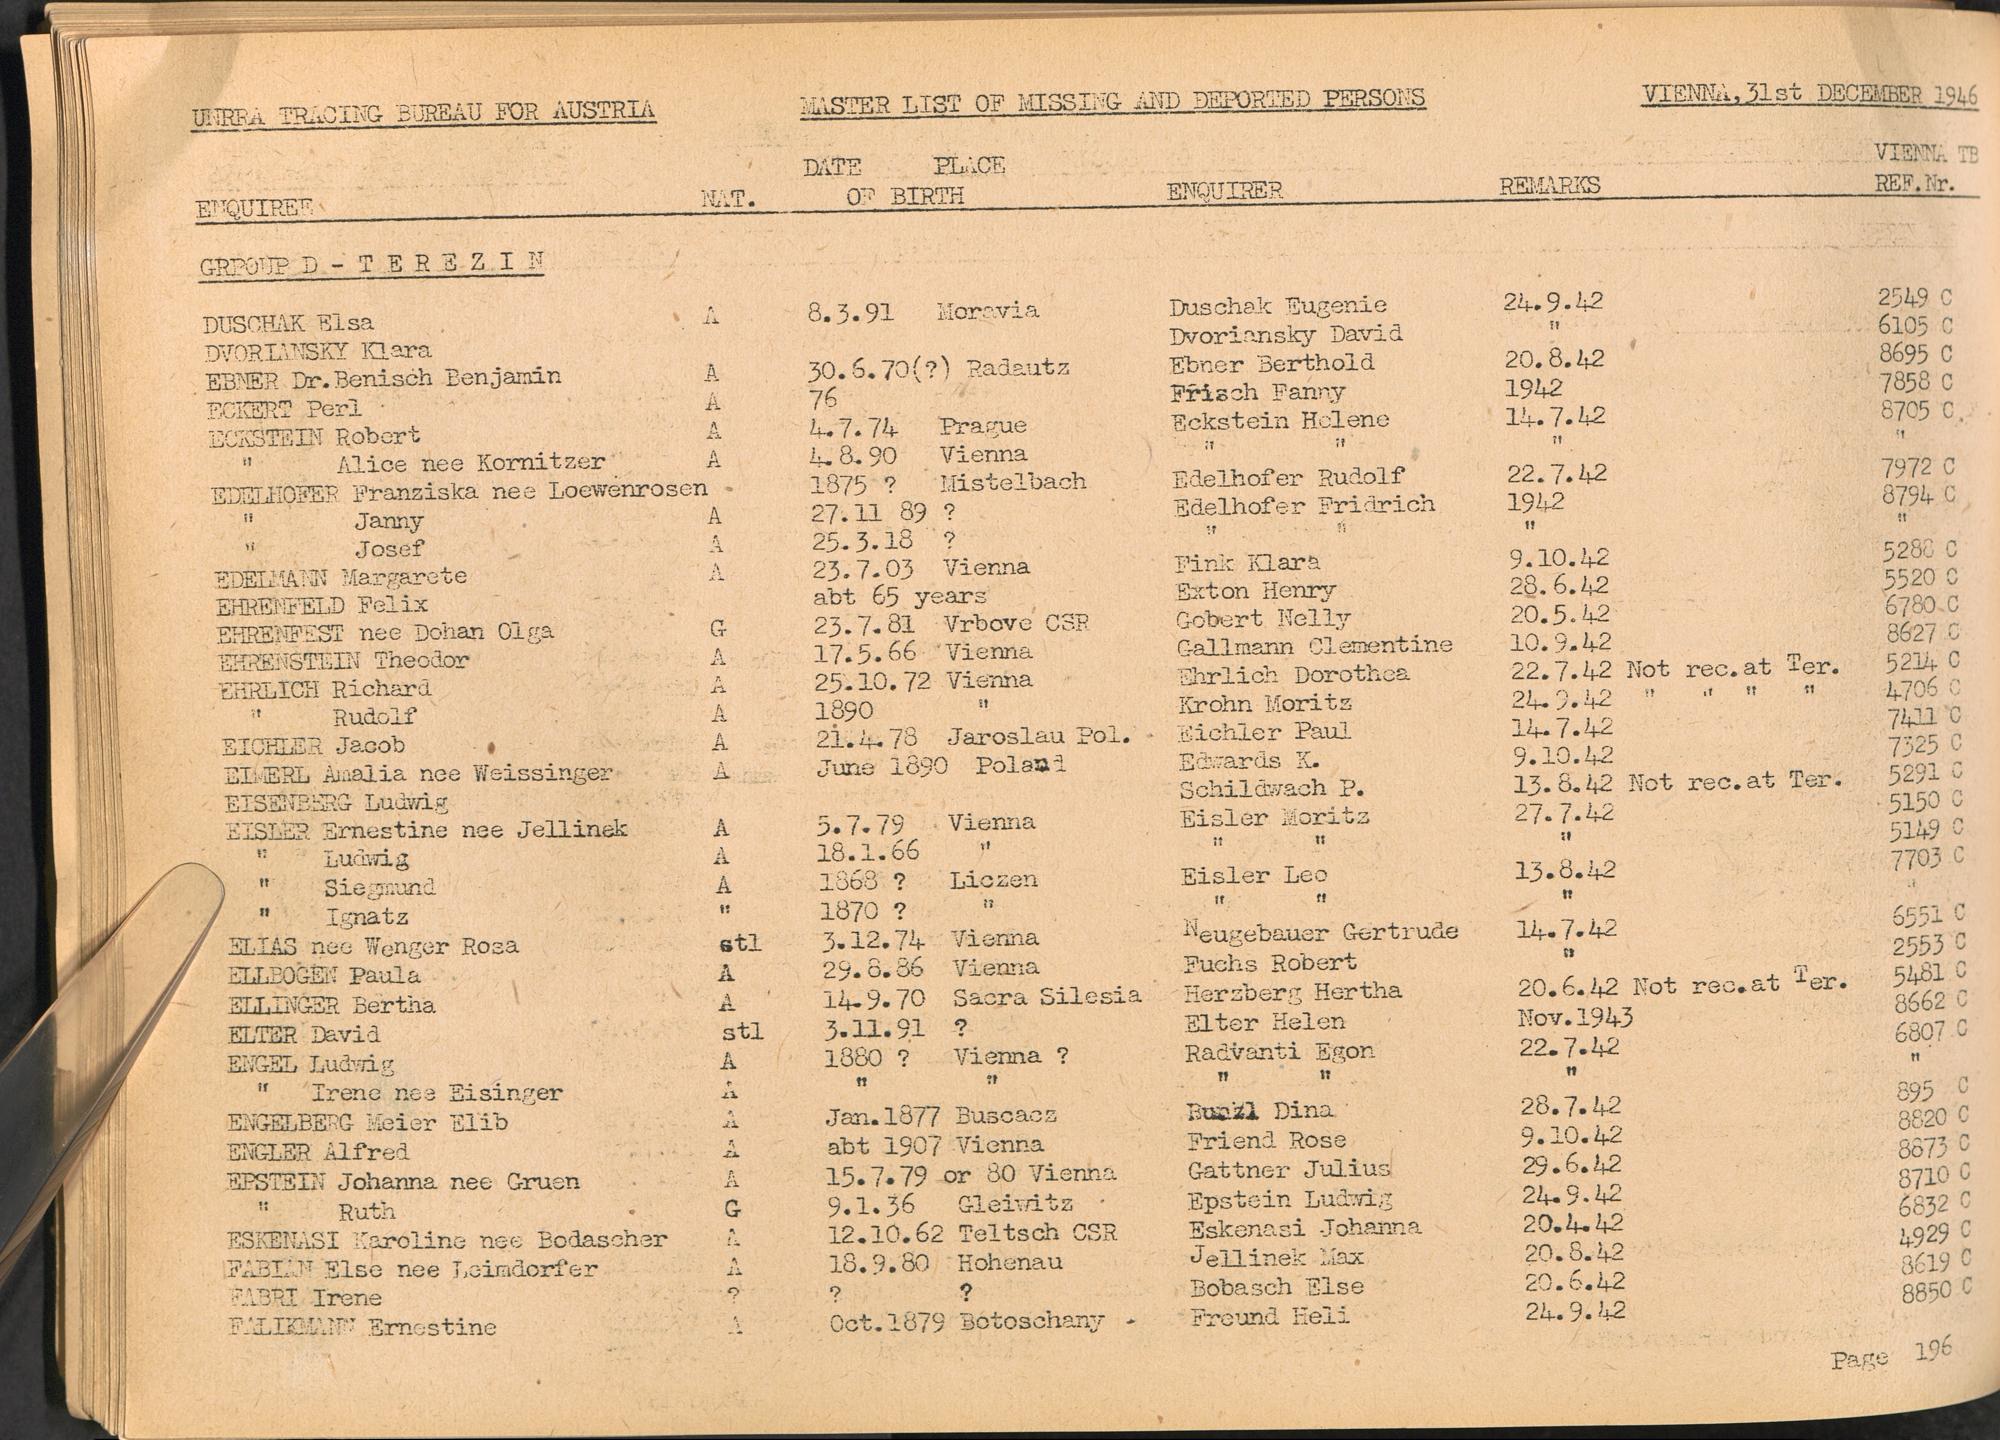 UNRRA TRACING BUREAU FOR AUSTRIA MASTER LIST OF MISSING AND DEPORTED PERSONS VIENNA,31st DECEMBER 1946
DATE PLACE VIENNA TB
ENQUIREE NAT. OF BIRTH ENQUIRER REMARKS REF.Nr.
GRPOUP D - T E R E Z I N
DUSCHAK Elsa A 8.3.91 Moravia Duschak Eugenie 24.9.42 2549 C
DVORIANSKY Klara Dvoriansky David " 6105 C
EBNER Dr.Benisch Benjamin A 30.6.70(?) Radautz Ebner Berthold 20.8.42 8695 C
ECKERT Perl A 76 Frisch Fanny 1942 7858 C
ECKSTEIN Robert A 4.7.74 Prague Eckstein Helene 14.7.42 8705 C
" Alice nee Kornitzer A 4.8.90 Vienna " " " "
EDELHOFER Franziska nee Loewenrosen 1875 ? Mistelbach Edelhofer Rudolf 22.7.42 7972 C
" Janny A 27.11 89 ? Edelhofer Fridrich 1942 8794 C
" Josef A 25.3.18 ? " " " "
EDELMANN Margarete A 23.7.03 Vienna Fink Klara 9.10.42 5288 C
EHRENFELD Felix abt 65 years Exton Henry 28.6.42 5520 C
EHRENFEST nee Dohan Olga G 23.7.81 Vrbove CSR Gobert Nelly 20.5.42 6780 C
EHRENSTEIN Theodor A 17.5.66 Vienna Gallmann Clementine 10.9.42 8627 C
EHRLICH Richard A 25.10.72 Vienna Ehrlich Dorothea 22.7.42 Not rec.at Ter. 5214 C
" Rudolf A 1890 " Krohn Moritz 24.9.42 " " " " 4706 C
EICHLER Jacob A 21.4.78 Jaroslau Pol. Eichler Paul 14.7.42 7411 C
EIMERL Amalia nee Weissinger A June 1890 Poland Edwards K. 9.10.42 7325 C
EISENBERG Ludwig Schildwach P. 13.8.42 Not rec.at Ter. 5291 C
EISLER Ernestine nee Jellinek A 5.7.79 Vienna Eisler Moritz 27.7.42 5150 C
" Ludwig A 18.1.66 " " " " 5149 C
" Siegmund A 1868 ? Liczen Eisler Leo 13.8.42 7703 C
" Ignatz " 1870 ? " " " " "
ELIAS nee Wenger Rosa stl 3.12.74 Vienna Neugebauer Gertrude 14.7.42 6551 C
ELLBOGEN Paula A 29.8.86 Vienna Fuchs Robert " 2553 C
ELLINGER Bertha A 14.9.70 Sacra Silesia Herzberg Hertha 20.6.42 Not rec.at Ter. 5481 C
ELTER David stl 3.11.91 ? Elter Helen Nov.1943 8662 C
ENGEL Ludwig A 1880 ? Vienna ? Radvanti Egon 22.7.42 6807 C
" Irene nee Eisinger A " " " " " "
ENGELBERG Meier Elib A Jan.1877 Buscacz Bunzl Dina 28.7.42 895 C
ENGLER Alfred A abt 1907 Vienna Friend Rose 9.10.42 8820 C
EPSTEIN Johanna nee Gruen A 15.7.79 or 80 Vienna Gattner Julius 29.6.42 8873 C
" Ruth G 9.1.36 Gleiwitz Epstein Ludwig 24.9.42 8710 C
ESKENASI Karoline nee Bodascher A 12.10.62 Teltsch CSR Eskenasi Johanna 20.4.42 6832 C
FABIAN Else nee Leimdorfer A 18.9.80 Hohenau Jellinek Max 20.8.42 4929 C
FABRI Irene ? ? ? Bobasch Else 20.6.42 8619 C
FALIKMANN Ernestine A Oct.1879 Botoschany Freund Heli 24.9.42 8850 C
Page 196